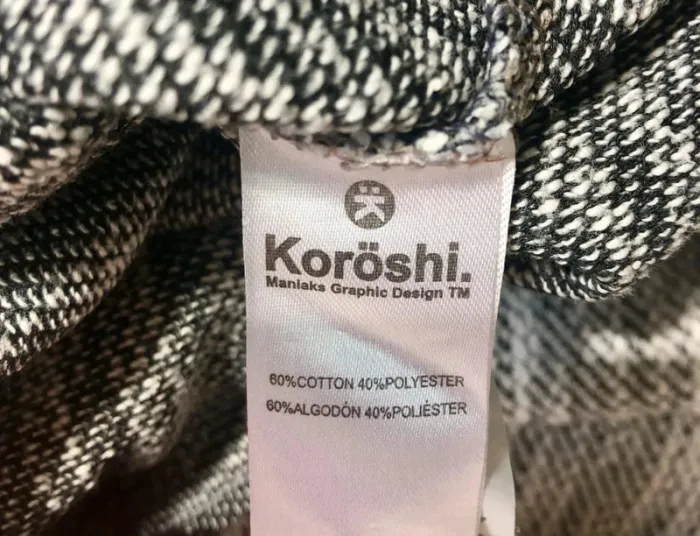 Koröshi.
Maniaks Graphic Design TM
60%COTTON 40%POLYESTER
60%ALGODÓN 40%POLIÉSTER